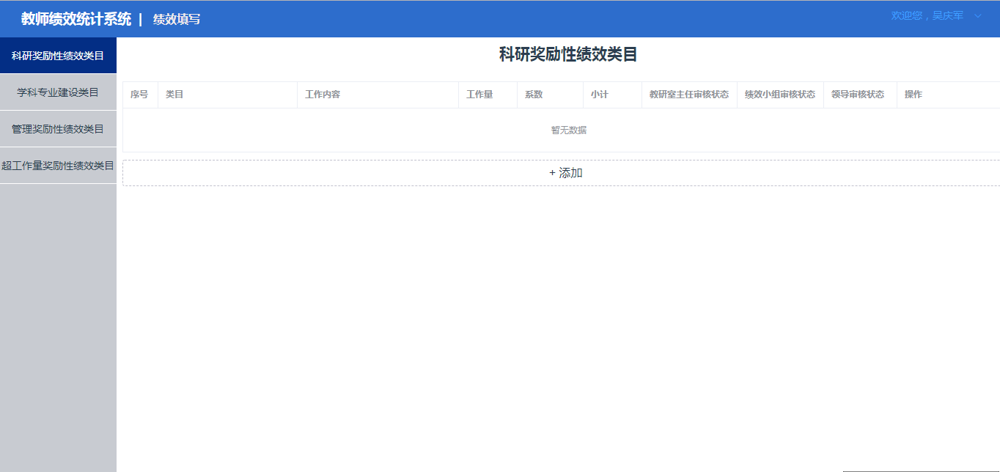 教师绩效统计系统 | 绩效填写
欢迎您，吴庆军
科研奖励性绩效类目
学科专业建设类目
管理奖励性绩效类目
超工作量奖励性绩效类目
科研奖励性绩效类目
序号 类目 工作内容 工作量 系数 小计 教研室主任审核状态 绩效小组审核状态 领导审核状态 操作
暂无数据
+ 添加